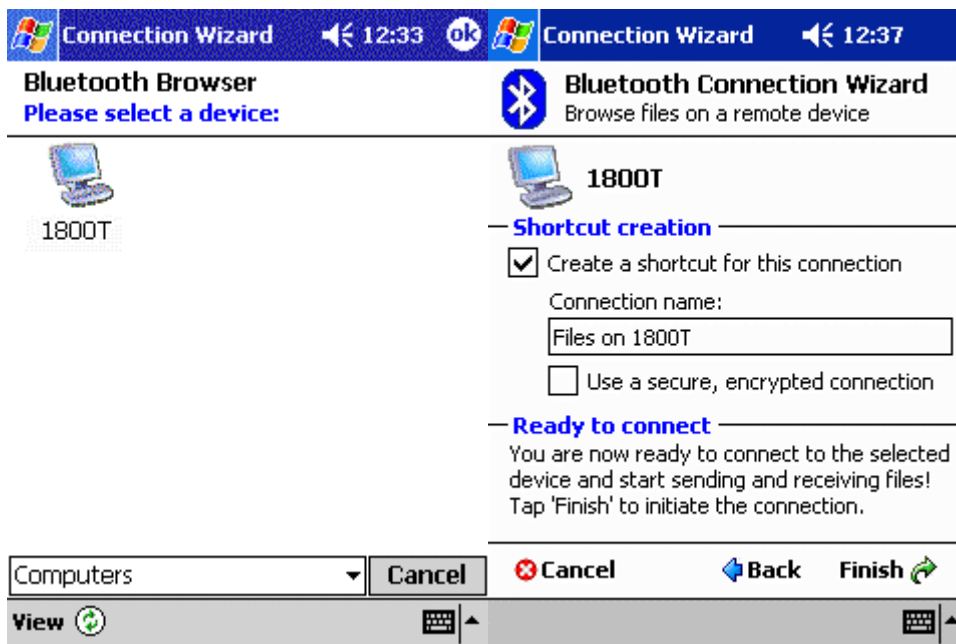 Connection Wizard 12:33 ok
Bluetooth Browser
Please select a device:
1800T
Computers Cancel
View
Connection Wizard 12:37
Bluetooth Connection Wizard
Browse files on a remote device
1800T
Shortcut creation
Create a shortcut for this connection
Connection name:
Files on 1800T
Use a secure, encrypted connection
Ready to connect
You are now ready to connect to the selected
device and start sending and receiving files!
Tap 'Finish' to initiate the connection.
Cancel Back Finish